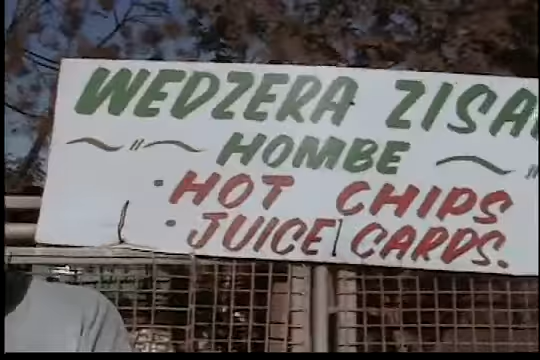 WEDZERA ZISA
~ " ~ HOMBE ~ "
• HOT CHIPS
• JUICE CARDS.